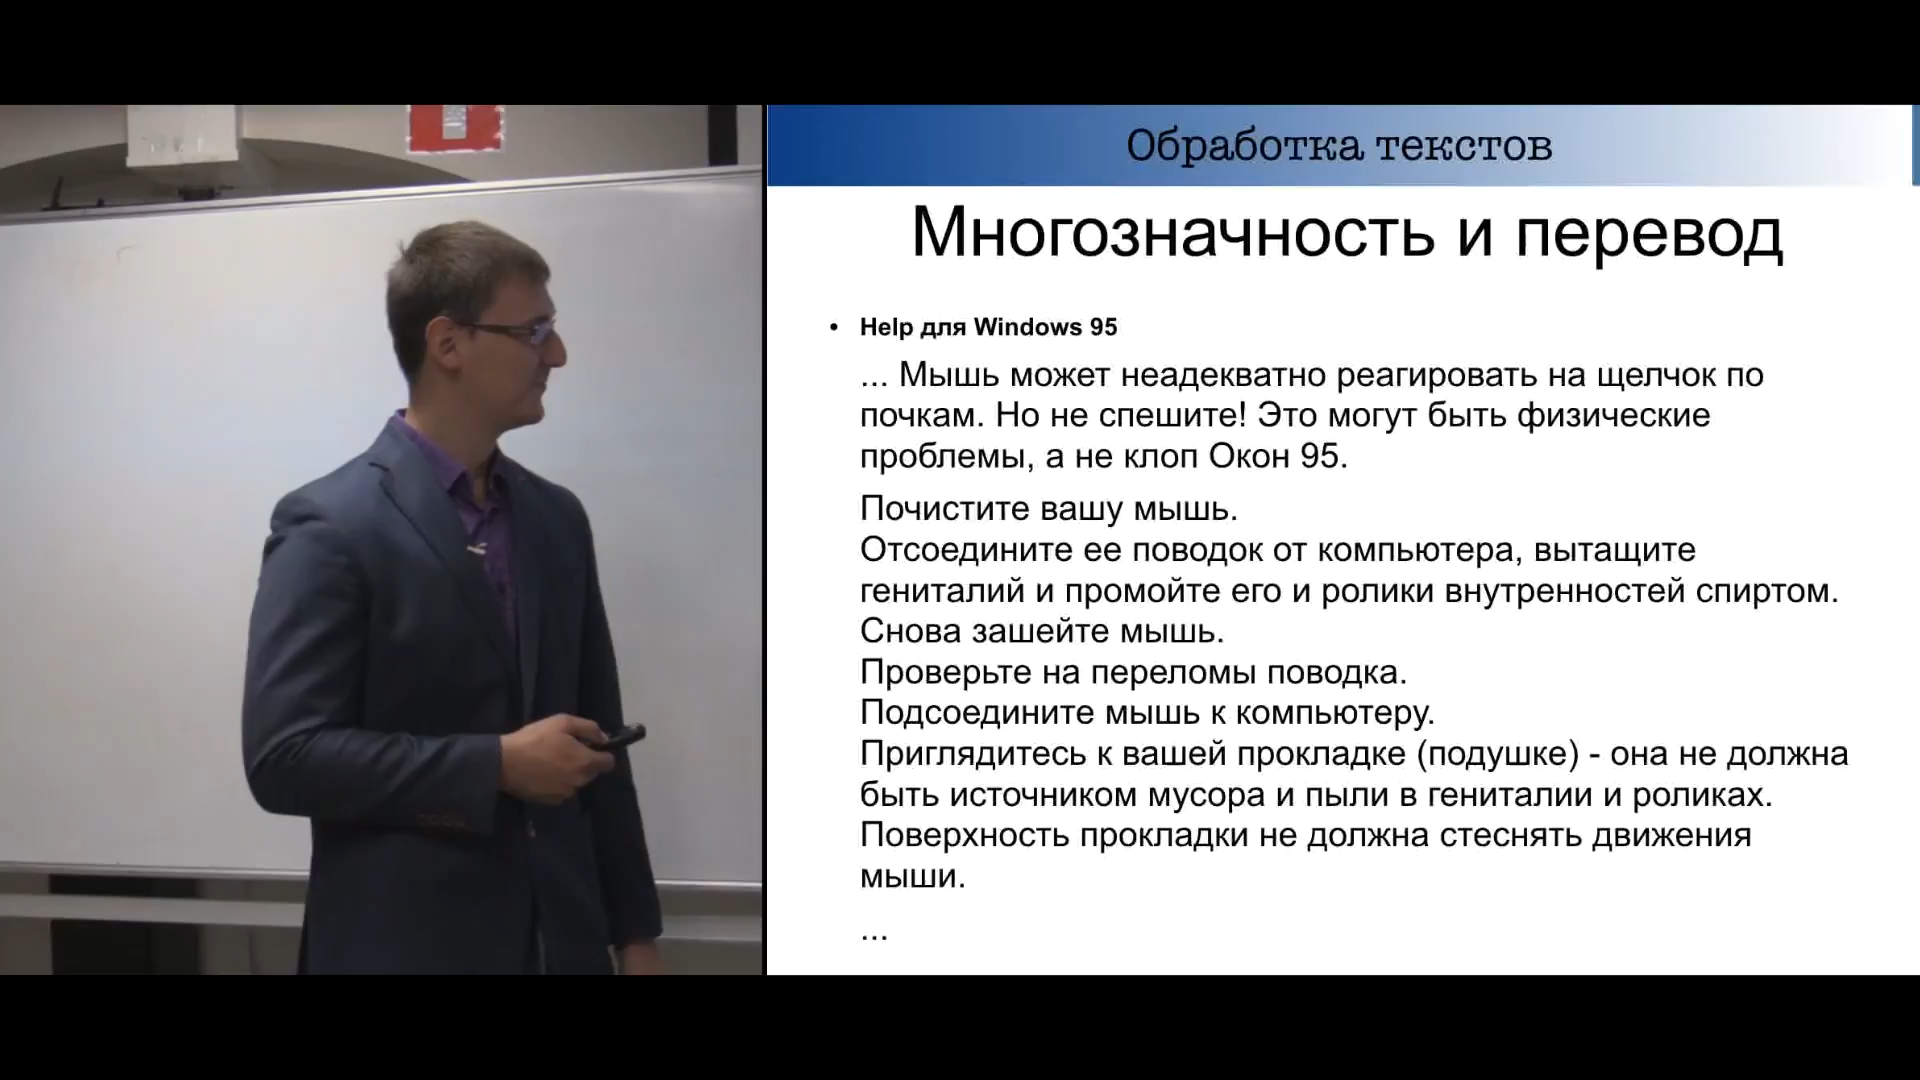 Обработка текстов
Многозначность и перевод
• Help для Windows 95
... Мышь может неадекватно реагировать на щелчок по
почкам. Но не спешите! Это могут быть физические
проблемы, а не клоп Окон 95.
Почистите вашу мышь.
Отсоедините ее поводок от компьютера, вытащите
гениталий и промойте его и ролики внутренностей спиртом.
Снова зашейте мышь.
Проверьте на переломы поводка.
Подсоедините мышь к компьютеру.
Приглядитесь к вашей прокладке (подушке) - она не должна
быть источником мусора и пыли в гениталии и роликах.
Поверхность прокладки не должна стеснять движения
мыши.
...